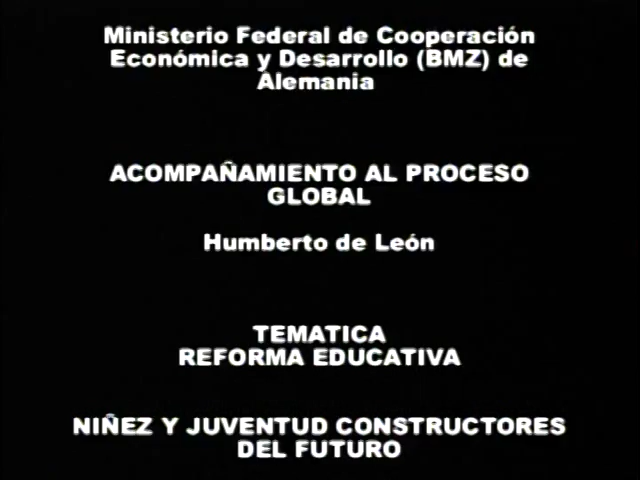 Ministerio Federal de Cooperación
Económica y Desarrollo (BMZ) de
Alemania
ACOMPAÑAMIENTO AL PROCESO
GLOBAL
Humberto de León
TEMATICA
REFORMA EDUCATIVA
NIÑEZ Y JUVENTUD CONSTRUCTORES
DEL FUTURO